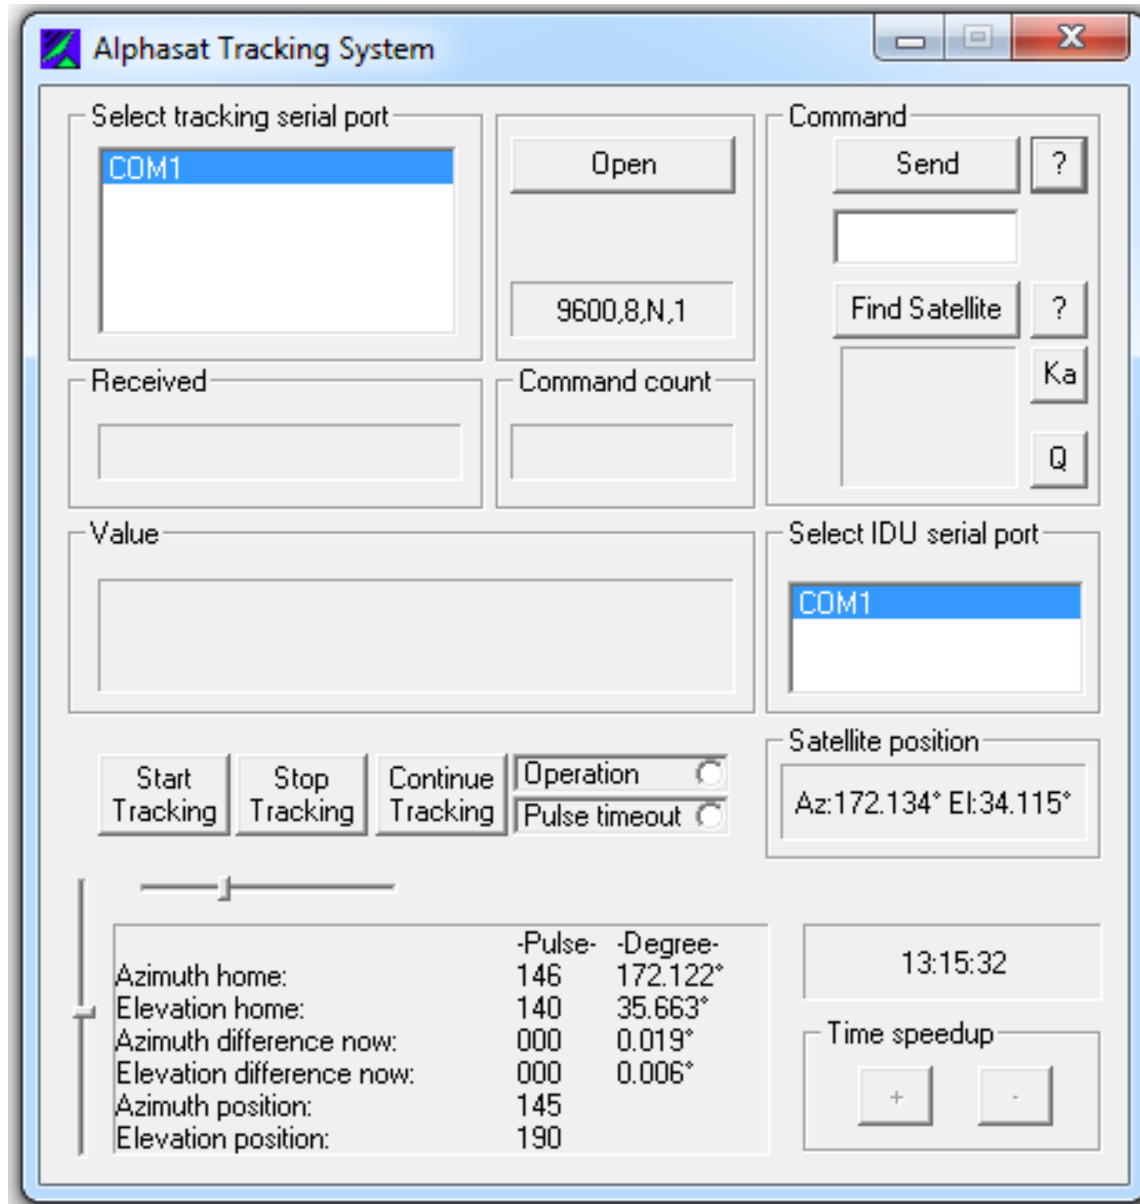 Alphasat Tracking System
Select tracking serial port
COM1
Open
9600,8,N,1
Command
Send ?
Find Satellite ?
Ka
Q
Received
Command count
Value
Select IDU serial port
COM1
Start Tracking
Stop Tracking
Continue Tracking
Operation
Pulse timeout
Satellite position
Az:172.134° El:34.115°
-Pulse- -Degree-
Azimuth home: 146 172.122°
Elevation home: 140 35.663°
Azimuth difference now: 000 0.019°
Elevation difference now: 000 0.006°
Azimuth position: 145
Elevation position: 190
13:15:32
Time speedup
+ -